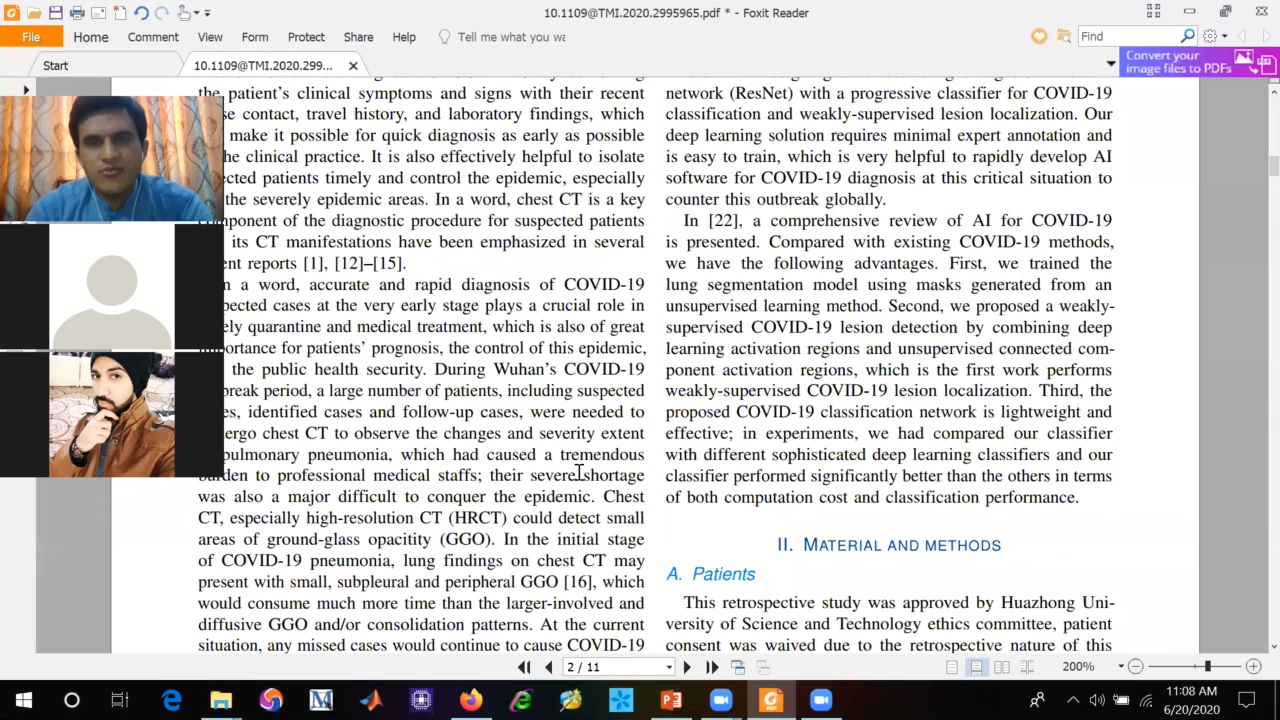 10.1109@TMI.2020.2995965.pdf * - Foxit Reader
File Home Comment View Form Protect Share Help Tell me what you wa
Find
Start 10.1109@TMI.2020.299...
Convert your
image files to PDFs
the patient's clinical symptoms and signs with their recent
contact, travel history, and laboratory findings, which
make it possible for quick diagnosis as early as possible
he clinical practice. It is also effectively helpful to isolate
ected patients timely and control the epidemic, especially
the severely epidemic areas. In a word, chest CT is a key
mponent of the diagnostic procedure for suspected patients
its CT manifestations have been emphasized in several
ent reports [1], [12]–[15].
n a word, accurate and rapid diagnosis of COVID-19
pected cases at the very early stage plays a crucial role in
ely quarantine and medical treatment, which is also of great
portance for patients' prognosis, the control of this epidemic,
the public health security. During Wuhan's COVID-19
break period, a large number of patients, including suspected
es, identified cases and follow-up cases, were needed to
ergo chest CT to observe the changes and severity extent
pulmonary pneumonia, which had caused a tremendous
rden to professional medical staffs; their severe shortage
was also a major difficult to conquer the epidemic. Chest
CT, especially high-resolution CT (HRCT) could detect small
areas of ground-glass opacitity (GGO). In the initial stage
of COVID-19 pneumonia, lung findings on chest CT may
present with small, subpleural and peripheral GGO [16], which
would consume much more time than the larger-involved and
diffusive GGO and/or consolidation patterns. At the current
situation, any missed cases would continue to cause COVID-19
network (ResNet) with a progressive classifier for COVID-19
classification and weakly-supervised lesion localization. Our
deep learning solution requires minimal expert annotation and
is easy to train, which is very helpful to rapidly develop AI
software for COVID-19 diagnosis at this critical situation to
counter this outbreak globally.
In [22], a comprehensive review of AI for COVID-19
is presented. Compared with existing COVID-19 methods,
we have the following advantages. First, we trained the
lung segmentation model using masks generated from an
unsupervised learning method. Second, we proposed a weakly-
supervised COVID-19 lesion detection by combining deep
learning activation regions and unsupervised connected com-
ponent activation regions, which is the first work performs
weakly-supervised COVID-19 lesion localization. Third, the
proposed COVID-19 classification network is lightweight and
effective; in experiments, we had compared our classifier
with different sophisticated deep learning classifiers and our
classifier performed significantly better than the others in terms
of both computation cost and classification performance.
II. MATERIAL AND METHODS
A. Patients
This retrospective study was approved by Huazhong Uni-
versity of Science and Technology ethics committee, patient
consent was waived due to the retrospective nature of this
2 / 11
200%
11:08 AM
6/20/2020